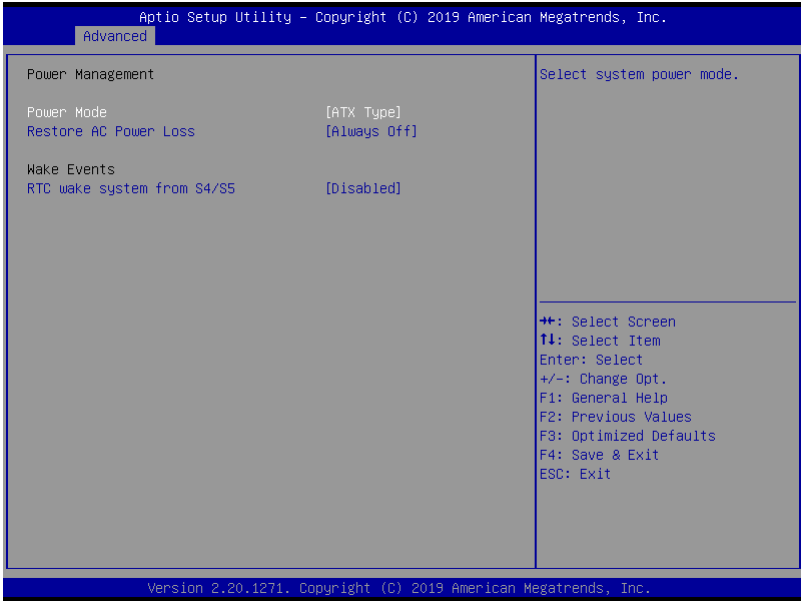 Aptio Setup Utility – Copyright (C) 2019 American Megatrends, Inc.
Advanced
Power Management
Power Mode [ATX Type]
Restore AC Power Loss [Always Off]
Wake Events
RTC wake system from S4/S5 [Disabled]
Select system power mode.
→←: Select Screen
↑↓: Select Item
Enter: Select
+/-: Change Opt.
F1: General Help
F2: Previous Values
F3: Optimized Defaults
F4: Save & Exit
ESC: Exit
Version 2.20.1271. Copyright (C) 2019 American Megatrends, Inc.